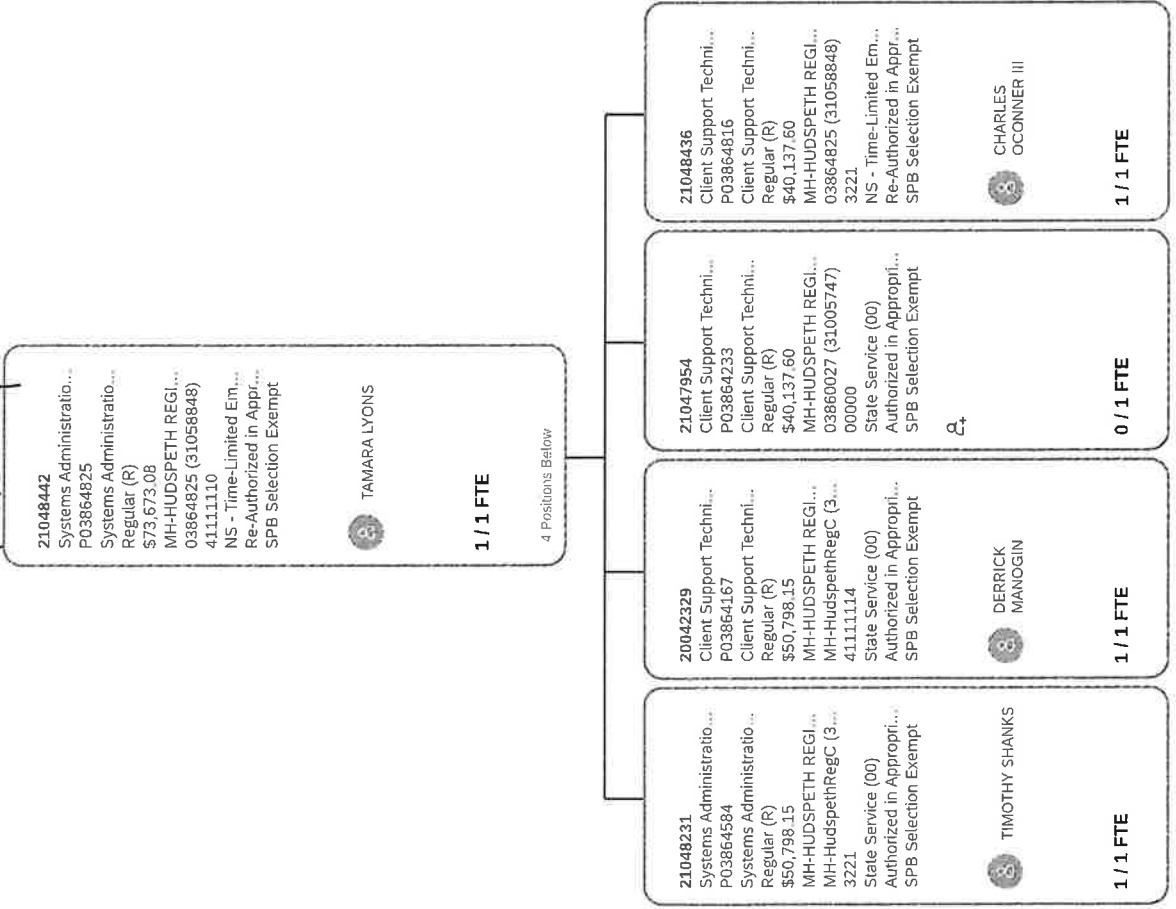 21048442
Systems Administratio...
P03864825
Systems Administratio...
Regular (R)
$73,673.08
MH-HUDSPETH REGI...
03864825 (31058848)
41111110
NS - Time-Limited Em...
Re-Authorized in Appr...
SPB Selection Exempt
TAMARA LYONS
1 / 1 FTE
4 Positions Below
21048231
Systems Administratio...
P03864584
Systems Administratio...
Regular (R)
$50,798.15
MH-HUDSPETH REGI...
MH-HudspethRegC (3...
3221
State Service (00)
Authorized in Appropri...
SPB Selection Exempt
TIMOTHY SHANKS
1 / 1 FTE
20042329
Client Support Techni...
P03864167
Client Support Techni...
Regular (R)
$50,798.15
MH-HUDSPETH REGI...
MH-HudspethRegC (3...
41111114
State Service (00)
Authorized in Appropri...
SPB Selection Exempt
DERRICK
MANOGIN
1 / 1 FTE
21047954
Client Support Techni...
P03864233
Client Support Techni...
Regular (R)
$40,137.60
MH-HUDSPETH REGI...
03860027 (31005747)
00000
State Service (00)
Authorized in Appropri...
SPB Selection Exempt
0 / 1 FTE
21048436
Client Support Techni...
P03864816
Client Support Techni...
Regular (R)
$40,137.60
MH-HUDSPETH REGI...
03864825 (31058848)
3221
NS - Time-Limited Em...
Re-Authorized in Appr...
SPB Selection Exempt
CHARLES
OCONNER III
1 / 1 FTE